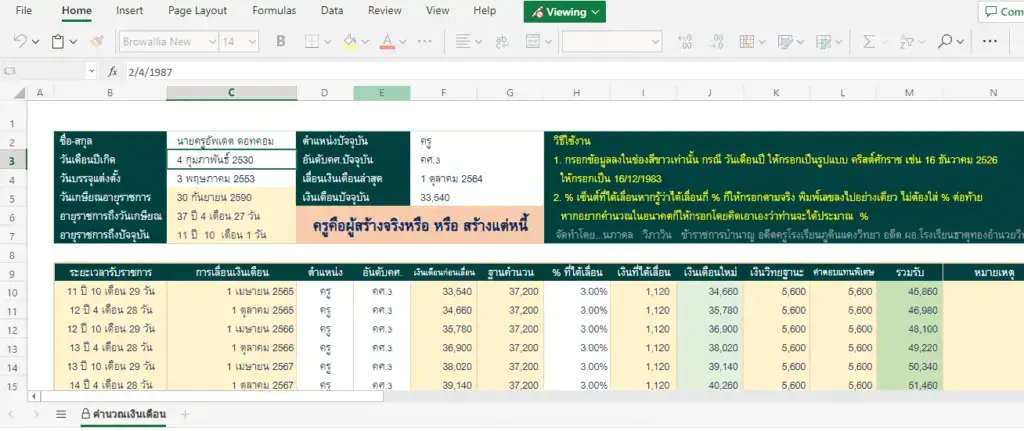 File Home Insert Page Layout Formulas Data Review View Help Viewing Com
Browallia New 14 B
C3 fx 2/4/1987
A B C D E F G H I J K L M N
1
2 ชื่อ-สกุล นายครูอัพเดต ดอทคอม ตำแหน่งปัจจุบัน ครู วิธีใช้งาน
3 วันเดือนปีเกิด 4 กุมภาพันธ์ 2530 อันดับคศ.ปัจจุบัน คศ.3 1. กรอกข้อมูลลงในช่องสีขาวเท่านั้น กรณี วันเดือนปี ให้กรอกเป็นรูปแบบ คริสต์ศักราช เช่น 16 ธันวาคม 2526
4 วันบรรจุแต่งตั้ง 3 พฤษภาคม 2553 เลื่อนเงินเดือนล่าสุด 1 ตุลาคม 2564 ให้กรอกเป็น 16/12/1983
5 วันเกษียณอายุราชการ 30 กันยายน 2590 เงินเดือนปัจจุบัน 33,540 2. % เซ็นต์ที่ได้เลื่อนหากรู้ว่าได้เลื่อนกี่ % ก็ให้กรอกตามจริง พิมพ์เลขลงไปอย่างเดียว ไม่ต้องใส่ % ต่อท้าย
6 อายุราชการถึงวันเกษียณ 37 ปี 4 เดือน 27 วัน ครูคือผู้สร้างจริงหรือ หรือ สร้างแต่หนี้ หากอยากคำนวณในอนาคตก็ให้กรอกโดยคิดเอาเองว่าท่านจะได้ประมาณ %
7 อายุราชการถึงปัจจุบัน 11 ปี 10 เดือน 1 วัน จัดทำโดย...นภาดล วีภาวิน ข้าราชการบำนาญ อดีตครูโรงเรียนภูดินแดงวิทยา อดีต ผอ.โรงเรียนธาตุทองอำนวยวิท
8
9 ระยะเวลารับราชการ การเลื่อนเงินเดือน ตำแหน่ง อันดับคศ. เงินเดือนก่อนเลื่อน ฐานคำนวน % ที่ได้เลื่อน เงินที่ได้เลื่อน เงินเดือนใหม่ เงินวิทยฐานะ ค่าตอบแทนพิเศษ รวมรับ หมายเหตุ
10 11 ปี 10 เดือน 29 วัน 1 เมษายน 2565 ครู คศ.3 33,540 37,200 3.00% 1,120 34,660 5,600 5,600 45,860
11 12 ปี 4 เดือน 28 วัน 1 ตุลาคม 2565 ครู คศ.3 34,660 37,200 3.00% 1,120 35,780 5,600 5,600 46,980
12 12 ปี 10 เดือน 29 วัน 1 เมษายน 2566 ครู คศ.3 35,780 37,200 3.00% 1,120 36,900 5,600 5,600 48,100
13 13 ปี 4 เดือน 28 วัน 1 ตุลาคม 2566 ครู คศ.3 36,900 37,200 3.00% 1,120 38,020 5,600 5,600 49,220
14 13 ปี 10 เดือน 29 วัน 1 เมษายน 2567 ครู คศ.3 38,020 37,200 3.00% 1,120 39,140 5,600 5,600 50,340
15 14 ปี 4 เดือน 28 วัน 1 ตุลาคม 2567 ครู คศ.3 39,140 37,200 3.00% 1,120 40,260 5,600 5,600 51,460
คำนวณเงินเดือน